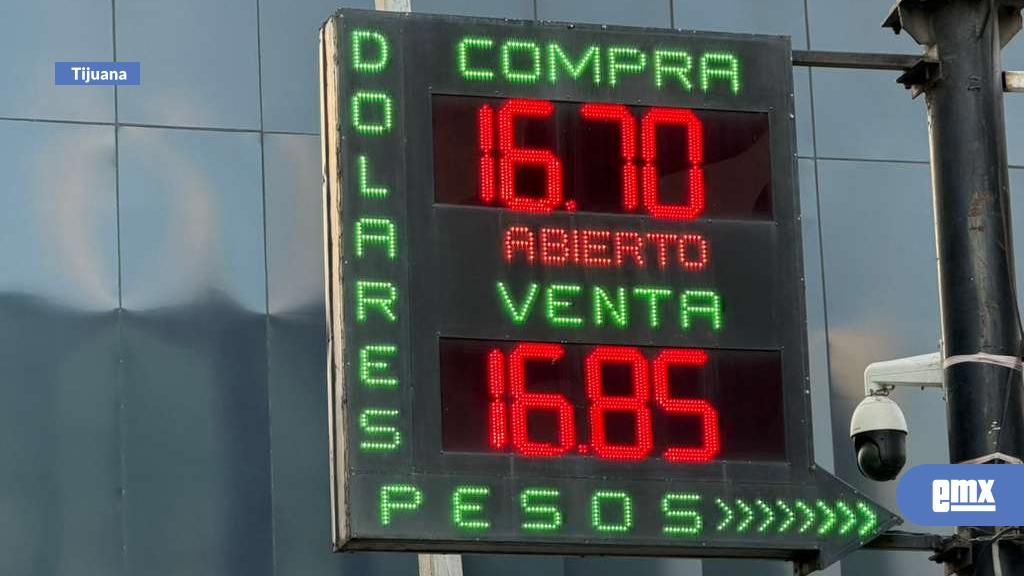 Tijuana
DOLARES
COMPRA
16.70
ABIERTO
VENTA
16.85
PESOS >>>>>>>>>
emx